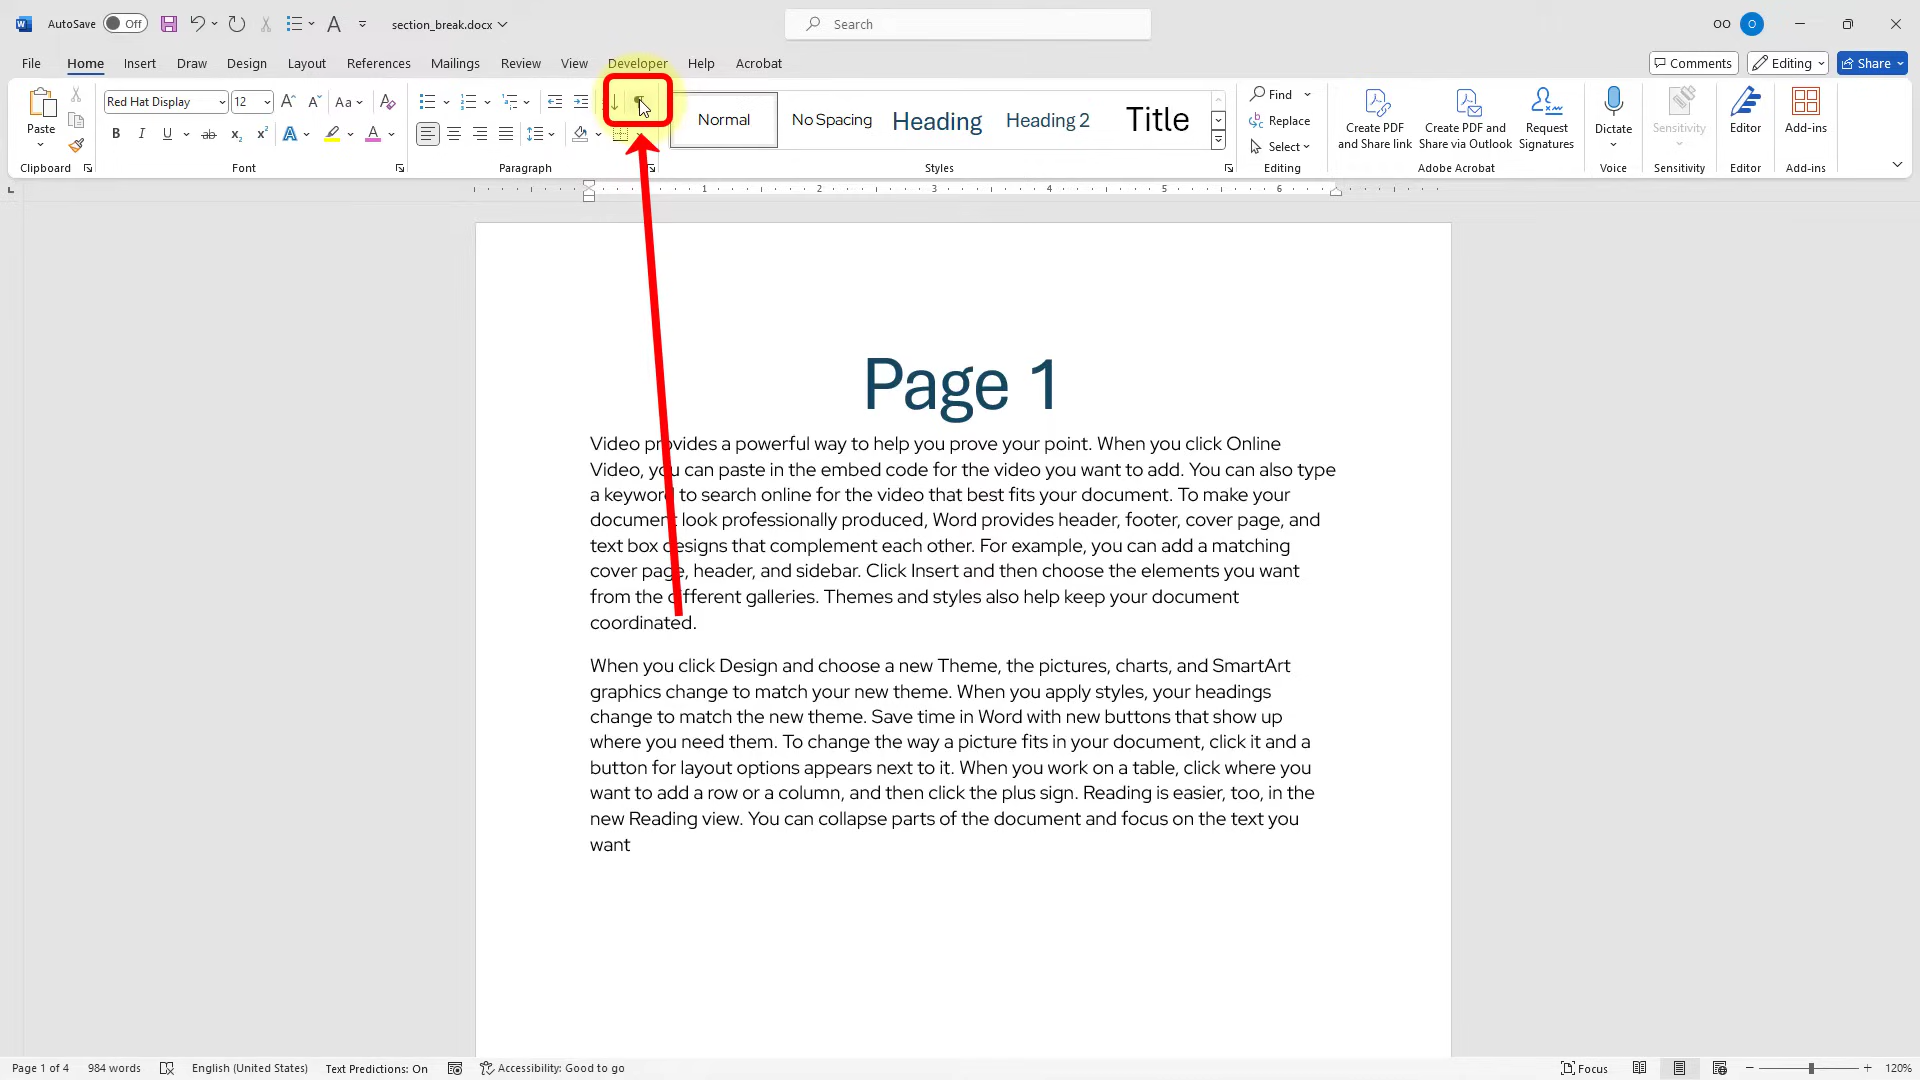 AutoSave Off section_break.docx Search OO O
File Home Insert Draw Design Layout References Mailings Review View Developer Help Acrobat Comments Editing Share
Paste
Red Hat Display 12 Aa
B I U ab x₂ x² A A
Normal No Spacing Heading Heading 2 Title
Find
Replace
Select
Create PDF and Share link
Create PDF and Share via Outlook
Request Signatures
Dictate
Sensitivity
Editor
Add-ins
Clipboard Font Paragraph Styles Editing Adobe Acrobat Voice Sensitivity Editor Add-ins
1 2 3 4 5 6
Page 1
Video provides a powerful way to help you prove your point. When you click Online
Video, you can paste in the embed code for the video you want to add. You can also type
a keyword to search online for the video that best fits your document. To make your
document look professionally produced, Word provides header, footer, cover page, and
text box designs that complement each other. For example, you can add a matching
cover page, header, and sidebar. Click Insert and then choose the elements you want
from the different galleries. Themes and styles also help keep your document
coordinated.
When you click Design and choose a new Theme, the pictures, charts, and SmartArt
graphics change to match your new theme. When you apply styles, your headings
change to match the new theme. Save time in Word with new buttons that show up
where you need them. To change the way a picture fits in your document, click it and a
button for layout options appears next to it. When you work on a table, click where you
want to add a row or a column, and then click the plus sign. Reading is easier, too, in the
new Reading view. You can collapse parts of the document and focus on the text you
want
Page 1 of 4 984 words English (United States) Text Predictions: On Accessibility: Good to go Focus 120%